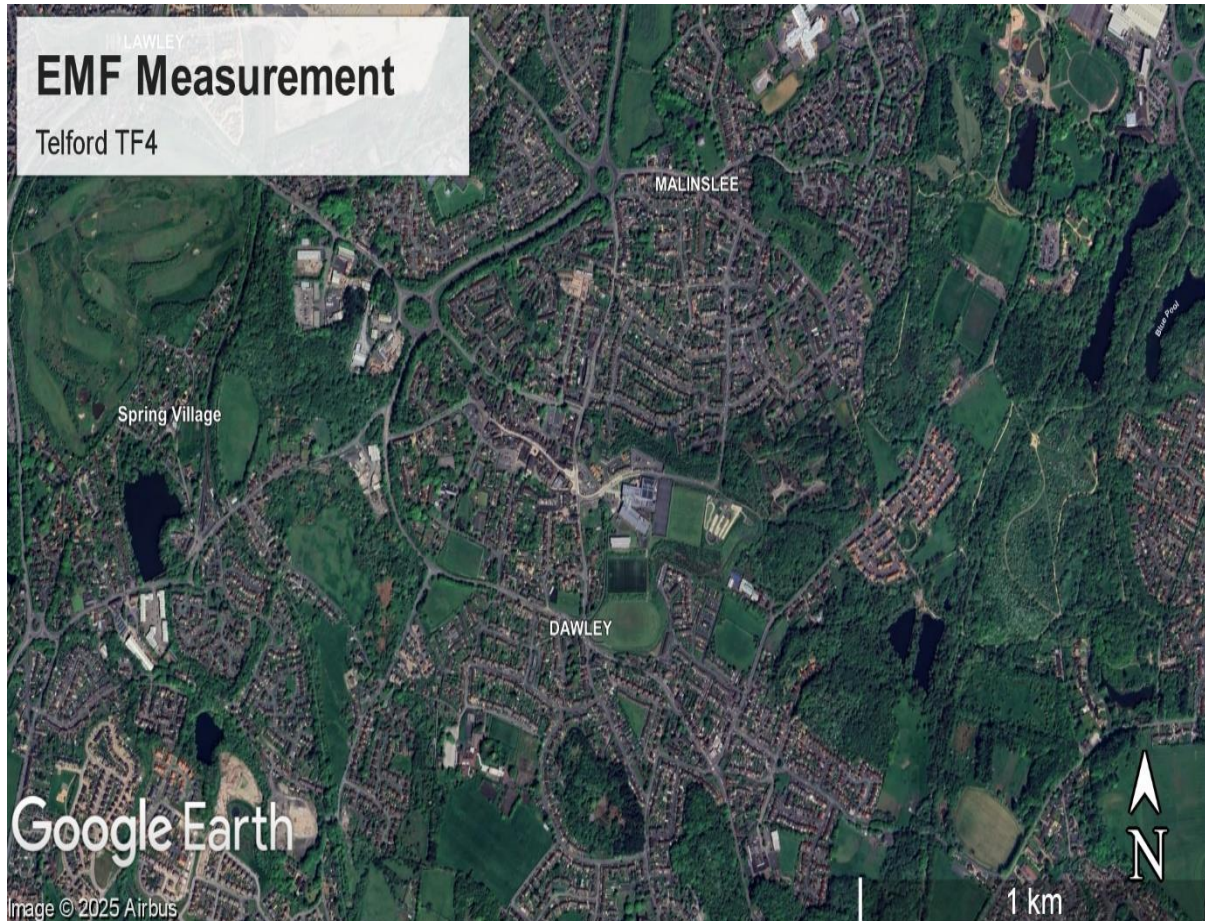 LAWLEY
EMF Measurement
Telford TF4
MALINSLEE
Blue Pool
Spring Village
DAWLEY
Google Earth
N
Image © 2025 Airbus
1 km